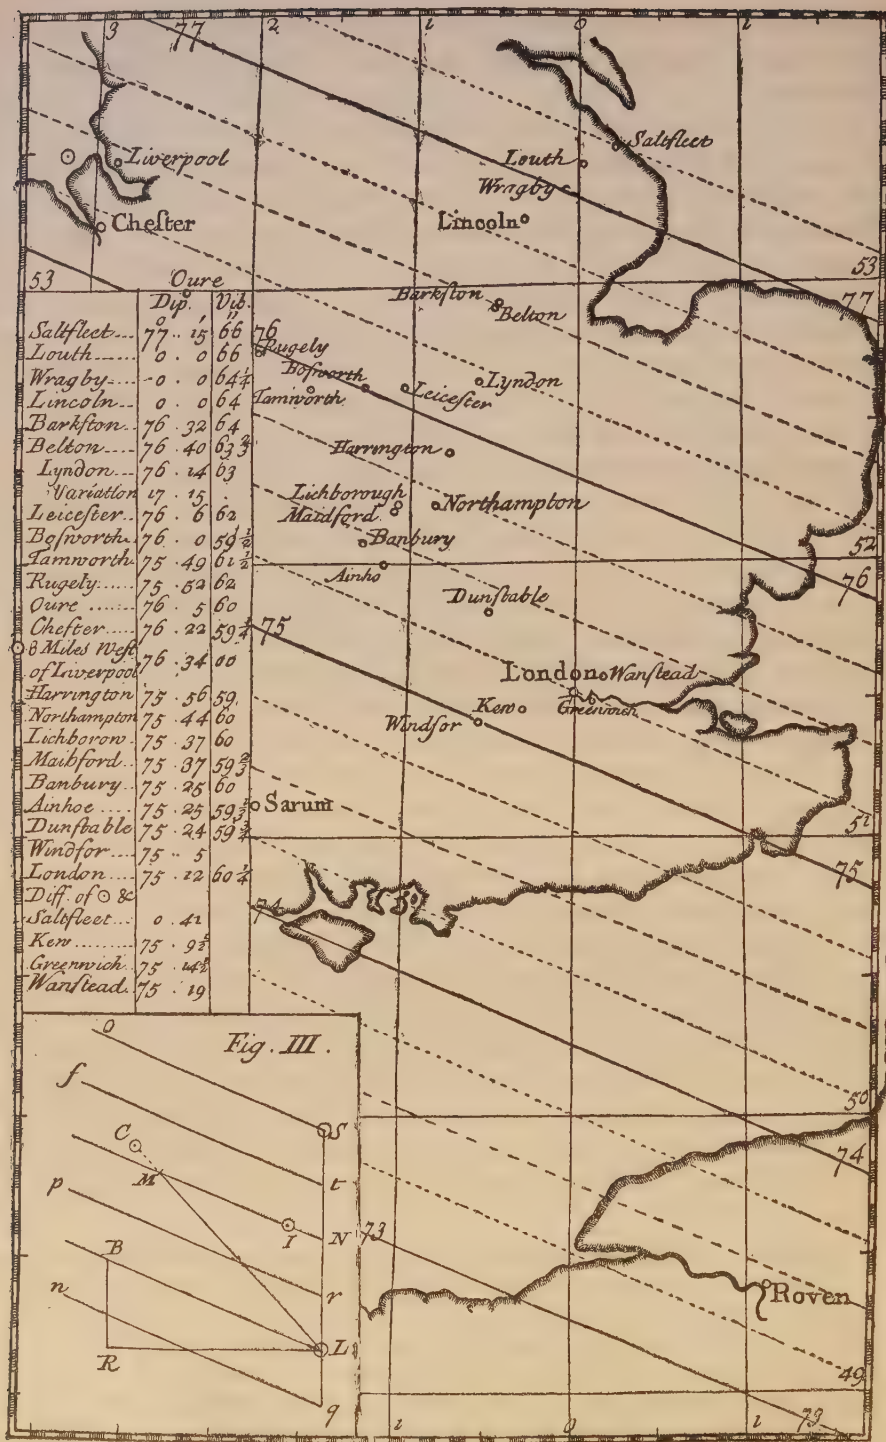 3 77 2 1 0 1
Liverpool
Saltfleet
Louth
Wragby
Chester
Lincoln
53 53
Oure
77
Barkston
Belton
Dip. Vib.
o ' "
Saltfleet 77 . 15 66
76
Louth 0 . 0 66
Rugely
Wragby 0 . 0 64¼
Bosworth
Lyndon
Lincoln 0 . 0 64
Tamworth
Leicester
Barkston 76 . 32 64
Belton 76 . 40 63⅔
Harrington
Lyndon 76 . 14 63
Variation 17 . 15 .
Lichborough
Northampton
Leicester 76 . 6 62
Maidford
Bosworth 76 . 0 59½
Banbury
52
Tamworth 75 . 49 61½
Ainho
Rugely 75 . 52 62
76
Oure 76 . 5 60
Dunstable
Chester 76 . 22 59¼
75
⊙ 8 Miles West
of Liverpool 76 . 34 00
London Wanstead
Harrington 75 . 56 59
Greenwich
Northampton 75 . 44 60
Kew
Windsor
Lichborow 75 . 37 60
Maidford 75 . 37 59⅔
Banbury 75 . 25 60
Ainhoe 75 . 25 59⅓
Sarum
Dunstable 75 . 24 59¾
51
Windsor 75 . 5
London 75 . 12 60¼
75
Diff. of ⊙ &
Saltfleet 0 . 41
74
Kew 75 . 9½
Greenwich 75 . 14½
Wanstead 75 . 19
Fig. III.
O
f
S
C
M
t
p
I
N
B
r
n
R
L
q
50
74
73
Roven
49
1 0 1 73